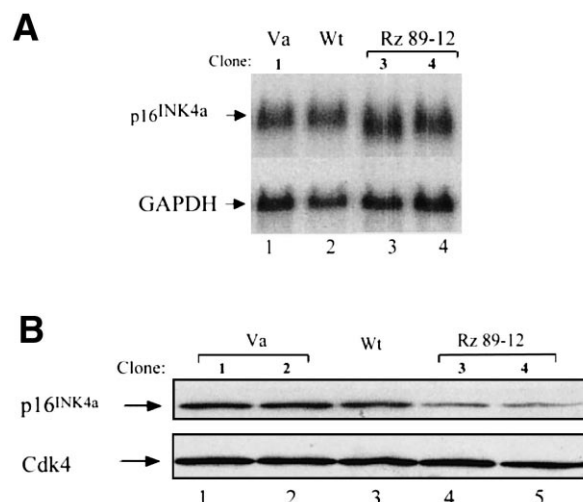 A
Va Wt Rz 89-12
Clone: 1 3 4
p16INK4a
GAPDH
1 2 3 4
B
Va Wt Rz 89-12
Clone: 1 2 3 4
p16INK4a
Cdk4
1 2 3 4 5